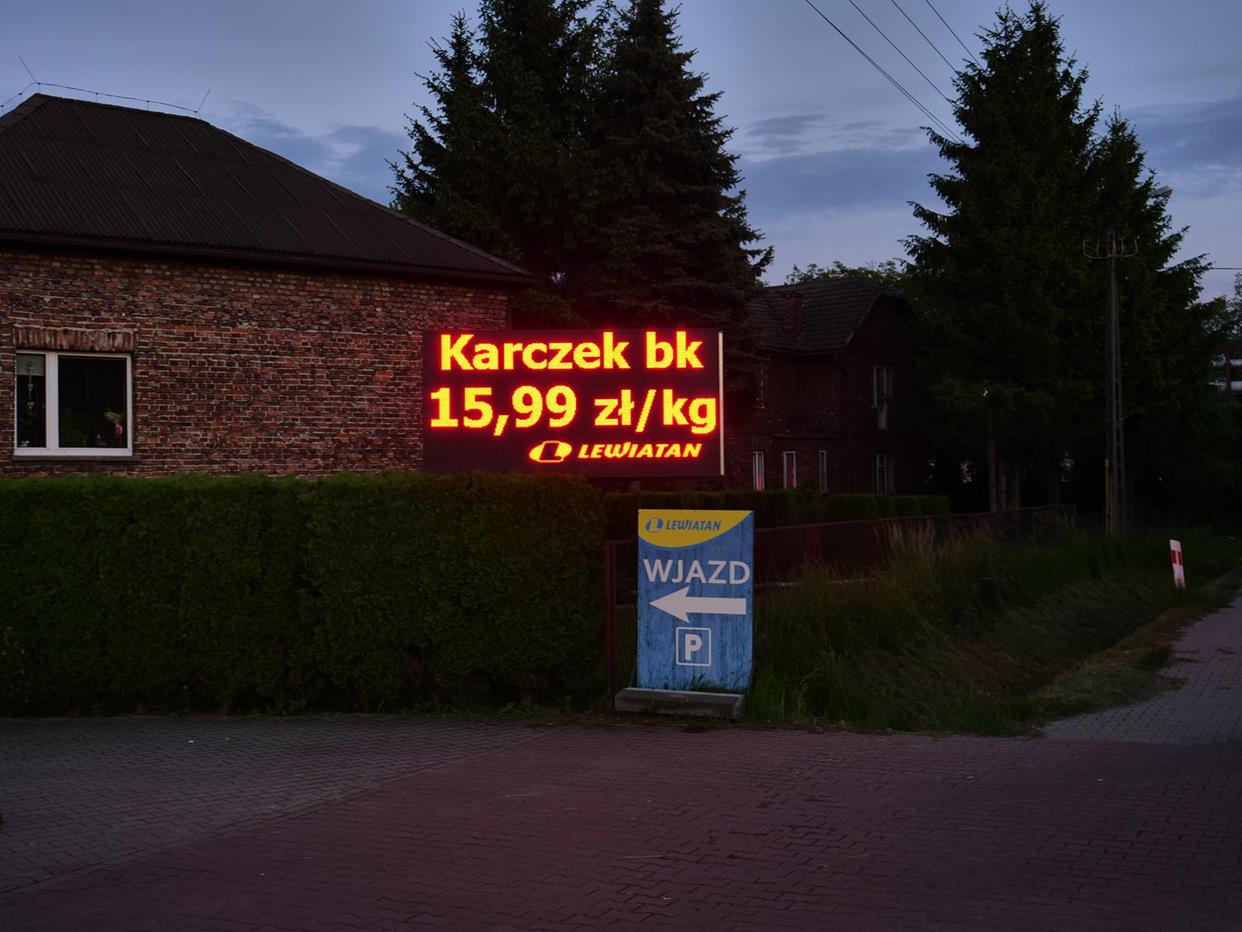 Karczek bk
15,99 zł/kg
LEWIATAN
LEWIATAN
WJAZD
P